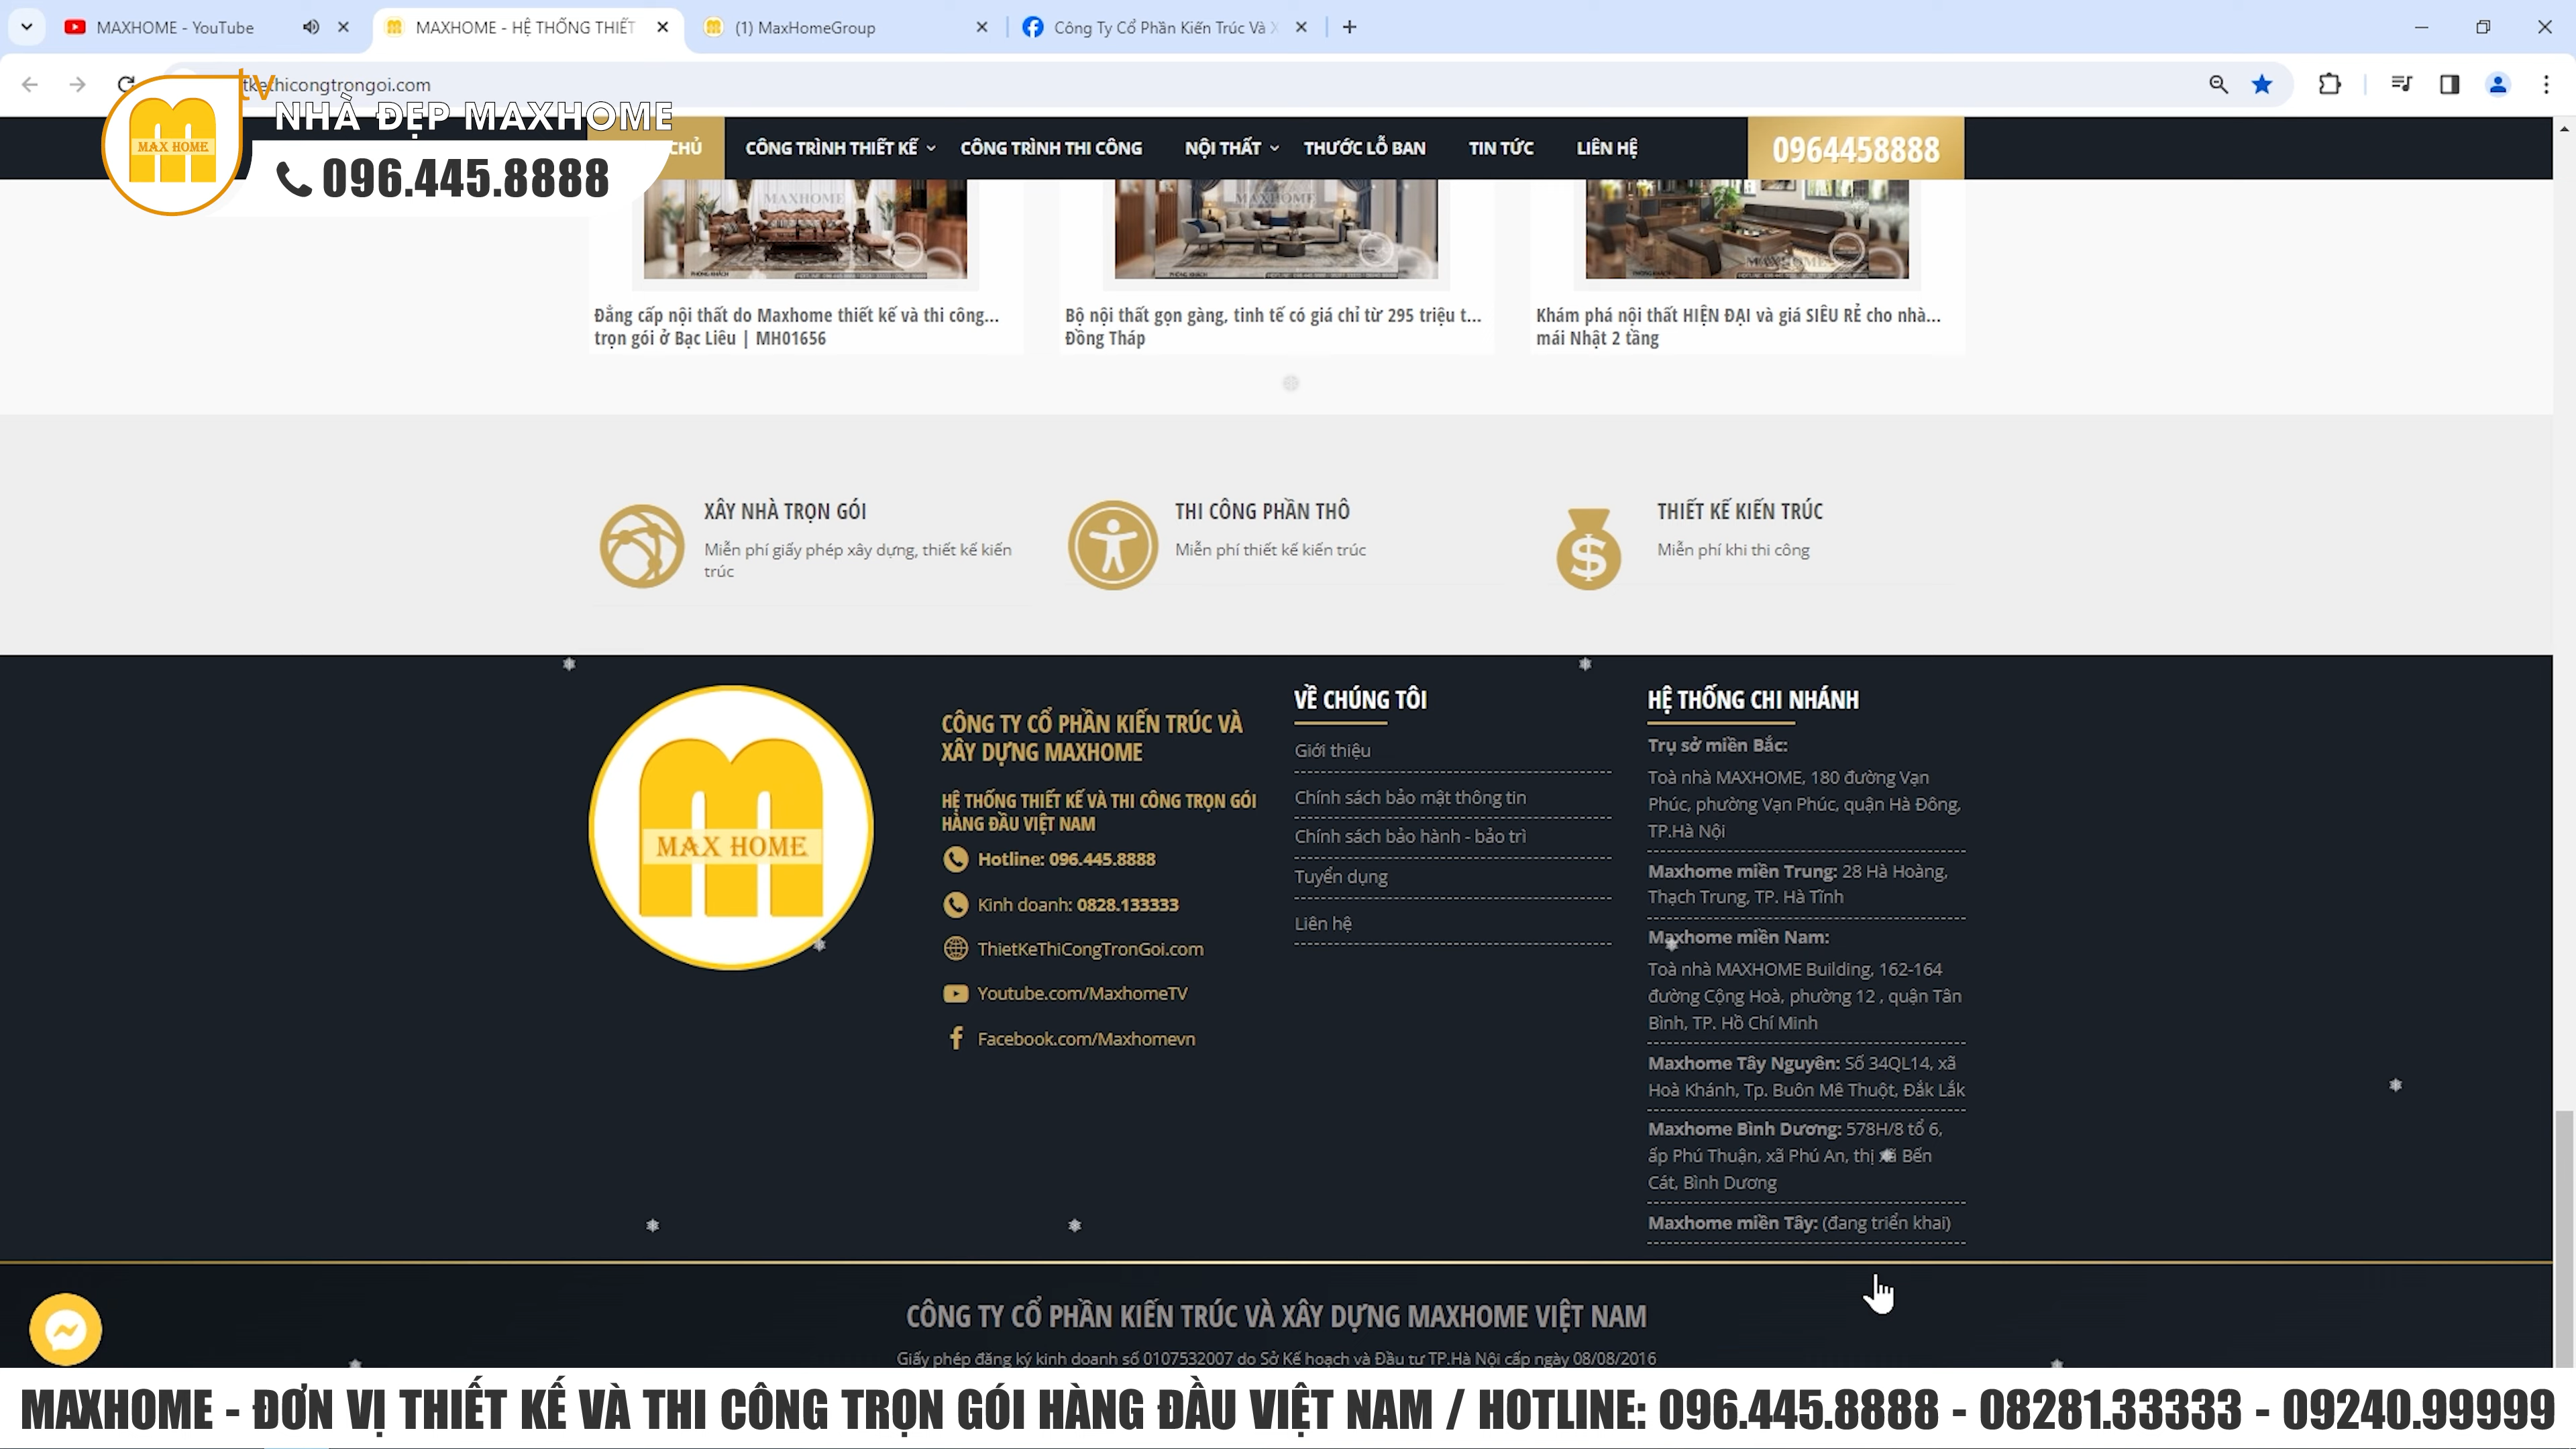 MAXHOME - YouTube
MAXHOME - HỆ THỐNG THIẾT
(1) MaxHomeGroup
Công Ty Cổ Phần Kiến Trúc Và X
tkethicongtrongoi.com
tv
NHÀ ĐẸP MAXHOME
MAX HOME
096.445.8888
CHỦ
CÔNG TRÌNH THIẾT KẾ
CÔNG TRÌNH THI CÔNG
NỘI THẤT
THƯỚC LỖ BAN
TIN TỨC
LIÊN HỆ
0964458888
MAXHOME
MAXHOME
MAXHOME
Đẳng cấp nội thất do Maxhome thiết kế và thi công...
trọn gói ở Bạc Liêu | MH01656
Bộ nội thất gọn gàng, tinh tế có giá chỉ từ 295 triệu t...
Đồng Tháp
Khám phá nội thất HIỆN ĐẠI và giá SIÊU RẺ cho nhà...
mái Nhật 2 tầng
XÂY NHÀ TRỌN GÓI
Miễn phí giấy phép xây dựng, thiết kế kiến
trúc
THI CÔNG PHẦN THÔ
Miễn phí thiết kế kiến trúc
THIẾT KẾ KIẾN TRÚC
Miễn phí khi thi công
MAX HOME
CÔNG TY CỔ PHẦN KIẾN TRÚC VÀ
XÂY DỰNG MAXHOME
HỆ THỐNG THIẾT KẾ VÀ THI CÔNG TRỌN GÓI
HÀNG ĐẦU VIỆT NAM
Hotline: 096.445.8888
Kinh doanh: 0828.133333
ThietKeThiCongTronGoi.com
Youtube.com/MaxhomeTV
Facebook.com/Maxhomevn
VỀ CHÚNG TÔI
Giới thiệu
Chính sách bảo mật thông tin
Chính sách bảo hành - bảo trì
Tuyển dụng
Liên hệ
HỆ THỐNG CHI NHÁNH
Trụ sở miền Bắc:
Toà nhà MAXHOME, 180 đường Vạn
Phúc, phường Vạn Phúc, quận Hà Đông,
TP.Hà Nội
Maxhome miền Trung: 28 Hà Hoàng,
Thạch Trung, TP. Hà Tĩnh
Maxhome miền Nam:
Toà nhà MAXHOME Building, 162-164
đường Cộng Hoà, phường 12 , quận Tân
Bình, TP. Hồ Chí Minh
Maxhome Tây Nguyên: Số 34QL14, xã
Hoà Khánh, Tp. Buôn Mê Thuột, Đắk Lắk
Maxhome Bình Dương: 578H/8 tổ 6,
ấp Phú Thuận, xã Phú An, thị xã Bến
Cát, Bình Dương
Maxhome miền Tây: (đang triển khai)
CÔNG TY CỔ PHẦN KIẾN TRÚC VÀ XÂY DỰNG MAXHOME VIỆT NAM
Giấy phép đăng ký kinh doanh số 0107532007 do Sở Kế hoạch và Đầu tư TP.Hà Nội cấp ngày 08/08/2016
MAXHOME - ĐƠN VỊ THIẾT KẾ VÀ THI CÔNG TRỌN GÓI HÀNG ĐẦU VIỆT NAM / HOTLINE: 096.445.8888 - 08281.33333 - 09240.99999